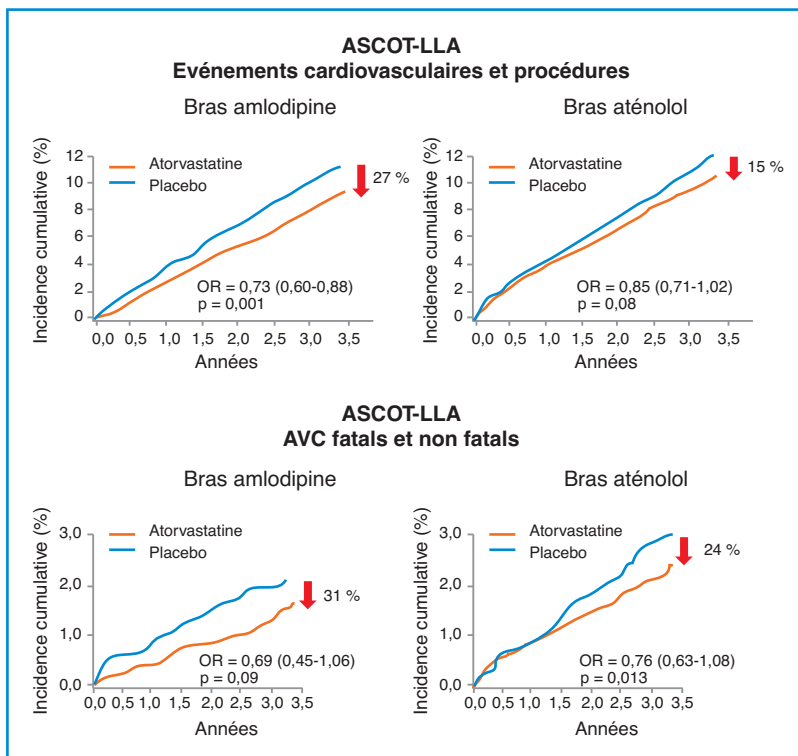 ASCOT-LLA
Evénements cardiovasculaires et procédures
Bras amlodipine
Incidence cumulative (%)
12
10
8
6
4
2
0
Atorvastatine
Placebo
27 %
OR = 0,73 (0,60-0,88)
p = 0,001
0,0 0,5 1,0 1,5 2,0 2,5 3,0 3,5
Années
Bras aténolol
Incidence cumulative (%)
12
10
8
6
4
2
0
Atorvastatine
Placebo
15 %
OR = 0,85 (0,71-1,02)
p = 0,08
0,0 0,5 1,0 1,5 2,0 2,5 3,0 3,5
Années
ASCOT-LLA
AVC fatals et non fatals
Bras amlodipine
Incidence cumulative (%)
3,0
2,0
1,0
0,0
Atorvastatine
Placebo
31 %
OR = 0,69 (0,45-1,06)
p = 0,09
0,0 0,5 1,0 1,5 2,0 2,5 3,0 3,5
Années
Bras aténolol
Incidence cumulative (%)
3,0
2,0
1,0
0,0
Atorvastatine
Placebo
24 %
OR = 0,76 (0,63-1,08)
p = 0,013
0,0 0,5 1,0 1,5 2,0 2,5 3,0 3,5
Années